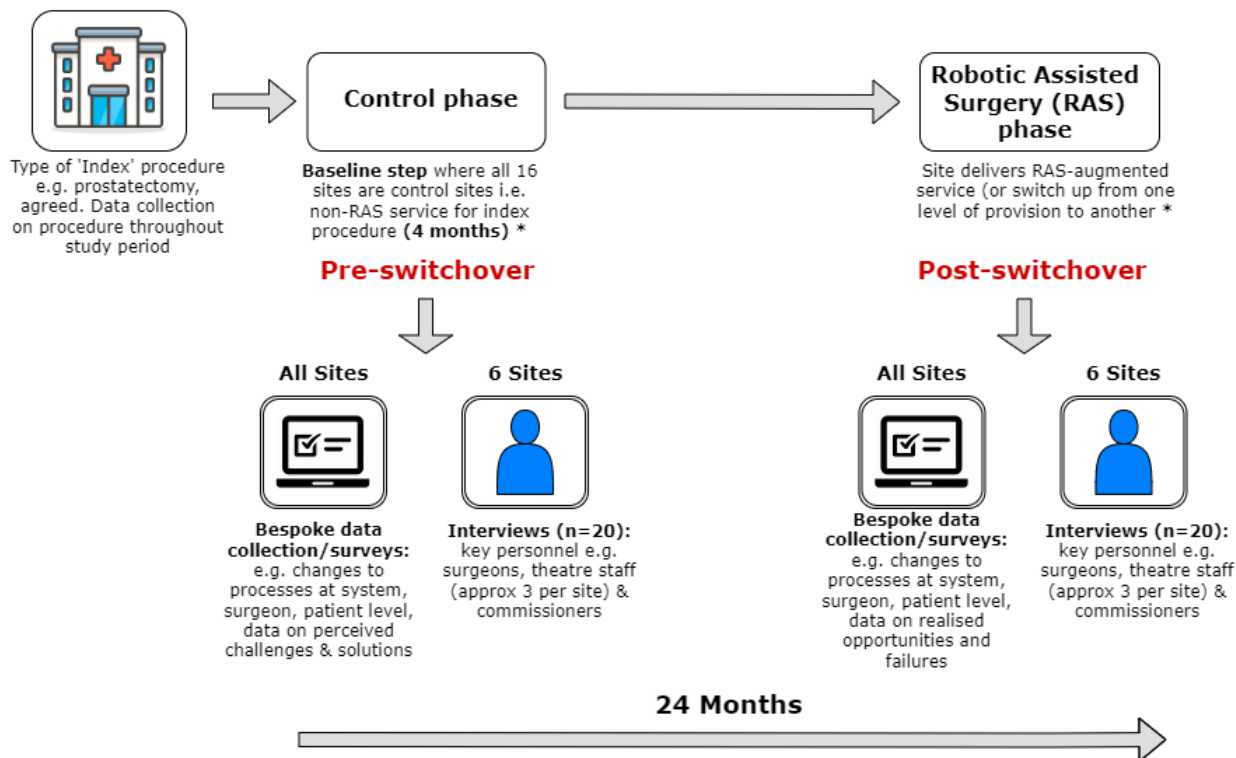 Type of 'Index' procedure
e.g. prostatectomy,
agreed. Data collection
on procedure throughout
study period
Control phase
Baseline step where all 16
sites are control sites i.e.
non-RAS service for index
procedure (4 months) *
Pre-switchover
Robotic Assisted
Surgery (RAS)
phase
Site delivers RAS-augmented
service (or switch up from one
level of provision to another *
Post-switchover
All Sites
Bespoke data
collection/surveys:
e.g. changes to
processes at system,
surgeon, patient level,
data on perceived
challenges & solutions
6 Sites
Interviews (n=20):
key personnel e.g.
surgeons, theatre staff
(approx 3 per site) &
commissioners
All Sites
Bespoke data
collection/surveys:
e.g. changes to
processes at system,
surgeon, patient level,
data on realised
opportunities and
failures
6 Sites
Interviews (n=20):
key personnel e.g.
surgeons, theatre staff
(approx 3 per site) &
commissioners
24 Months